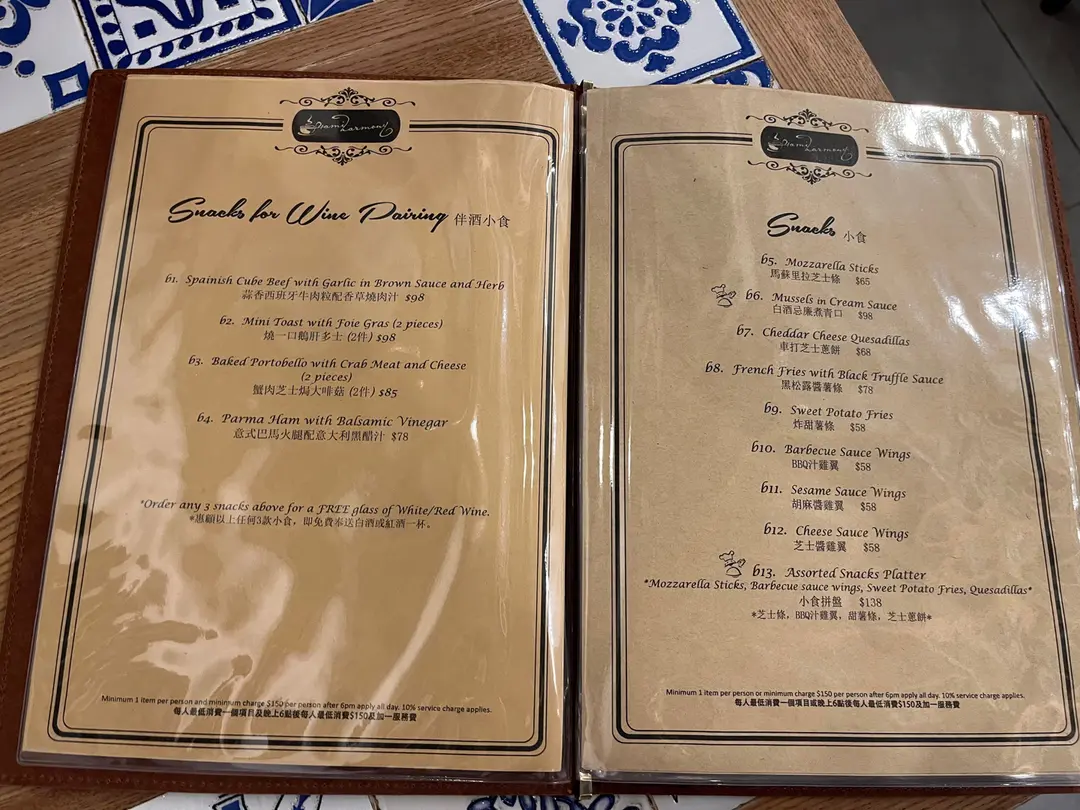 Piano Harmony
Snacks for Wine Pairing 伴酒小食
b1. Spainish Cube Beef with Garlic in Brown Sauce and Herb
蒜香西班牙牛肉粒配香草燒肉汁 $98
b2. Mini Toast with Foie Gras (2 pieces)
燒一口鵝肝多士 (2件) $98
b3. Baked Portobello with Crab Meat and Cheese
(2 pieces)
蟹肉芝士焗大啡菇 (2件) $85
b4. Parma Ham with Balsamic Vinegar
意式巴馬火腿配意大利黑醋汁 $78
*Order any 3 snacks above for a FREE glass of White/Red Wine.
*惠顧以上任何3款小食，即免費奉送白酒或紅酒一杯。
Minimum 1 item per person and minimum charge $150 per person after 6pm apply all day. 10% service charge applies.
每人最低消費一個項目及晚上6點後每人最低消費$150及加一服務費
Piano Harmony
Snacks 小食
b5. Mozzarella Sticks
馬蘇里拉芝士條 $65
b6. Mussels in Cream Sauce
白酒忌廉煮青口 $98
b7. Cheddar Cheese Quesadillas
車打芝士蔥餅 $68
b8. French Fries with Black Truffle Sauce
黑松露醬薯條 $78
b9. Sweet Potato Fries
炸甜薯條 $58
b10. Barbecue Sauce Wings
BBQ汁雞翼 $58
b11. Sesame Sauce Wings
胡麻醬雞翼 $58
b12. Cheese Sauce Wings
芝士醬雞翼 $58
b13. Assorted Snacks Platter
*Mozzarella Sticks, Barbecue sauce wings, Sweet Potato Fries, Quesadillas*
小食拼盤 $138
*芝士條，BBQ汁雞翼，甜薯條，芝士蔥餅*
Minimum 1 item per person or minimum charge $150 per person after 6pm apply all day. 10% service charge applies.
每人最低消費一個項目或晚上6點後每人最低消費$150及加一服務費